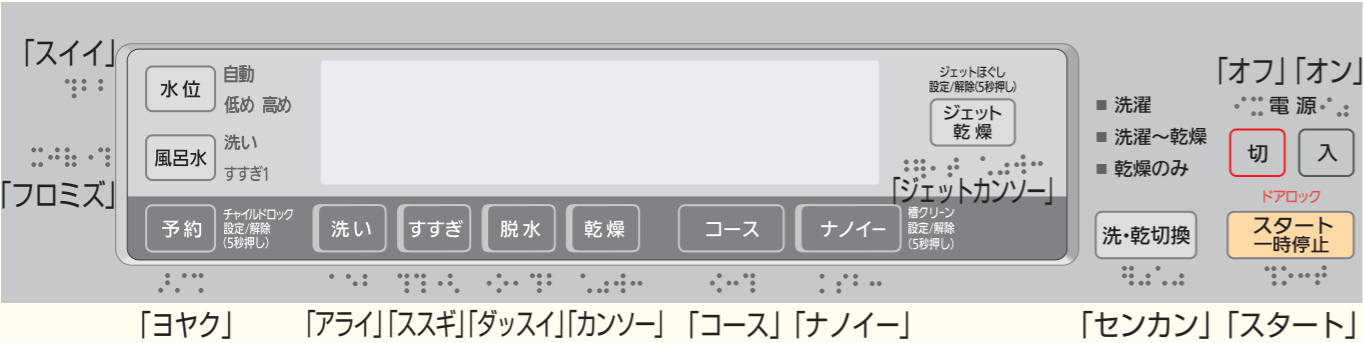 「スイイ」
水位
自動
低め 高め
「フロミズ」
風呂水
洗い
すすぎ1
ジェットほぐし
設定/解除(5秒押し)
ジェット
乾燥
「ジェットカンソー」
■ 洗濯
■ 洗濯~乾燥
■ 乾燥のみ
「オフ」「オン」
電源
切 入
ドアロック
予約
チャイルドロック
設定/解除
(5秒押し)
洗い すすぎ 脱水 乾燥 コース ナノイー
槽クリーン
設定/解除
(5秒押し)
洗・乾切換
スタート
一時停止
「ヨヤク」 「アライ」「ススギ」「ダッスイ」「カンソー」 「コース」「ナノイー」 「センカン」「スタート」